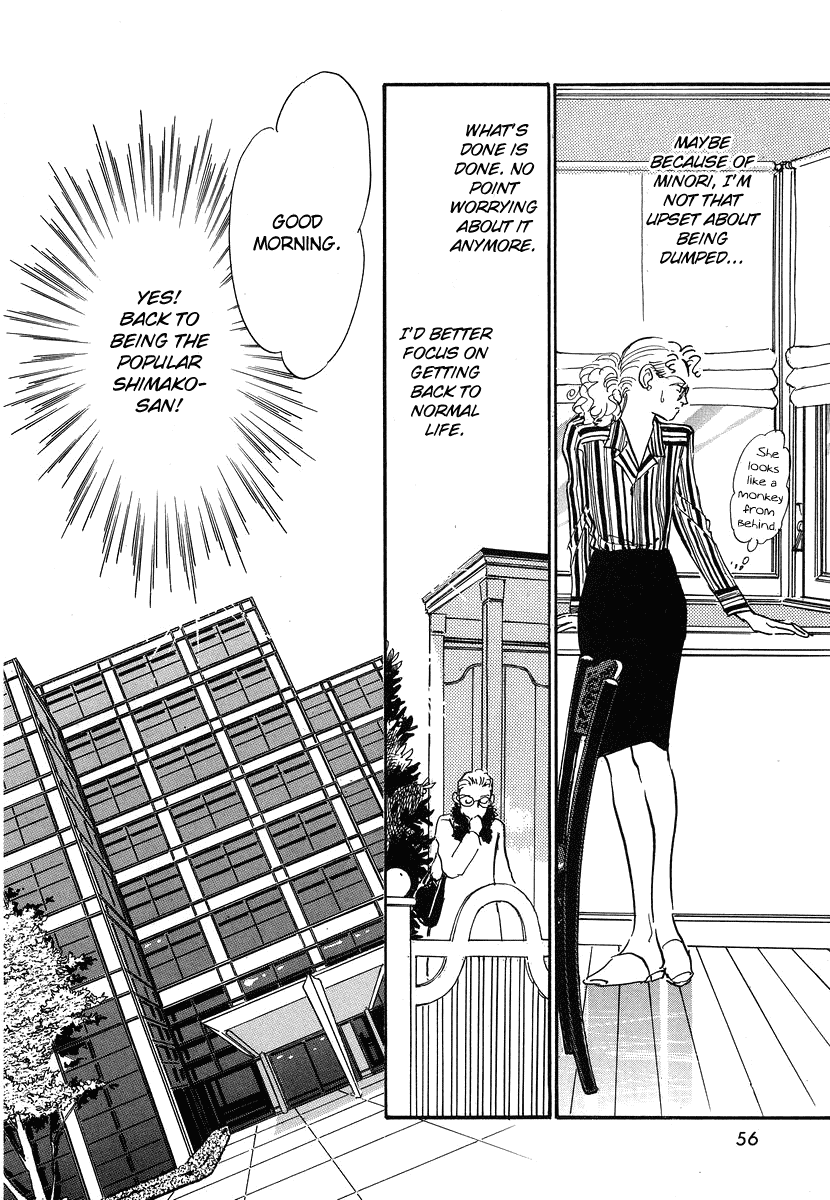 MAYBE
BECAUSE OF
MINORI, I'M
NOT THAT
UPSET ABOUT
BEING
DUMPED...
She
looks
like a
monkey
from
behind.
WHAT'S
DONE IS
DONE. NO
POINT
WORRYING
ABOUT IT
ANYMORE.
I'D BETTER
FOCUS ON
GETTING
BACK TO
NORMAL
LIFE.
GOOD
MORNING.
YES!
BACK TO
BEING THE
POPULAR
SHIMAKO-
SAN!
56